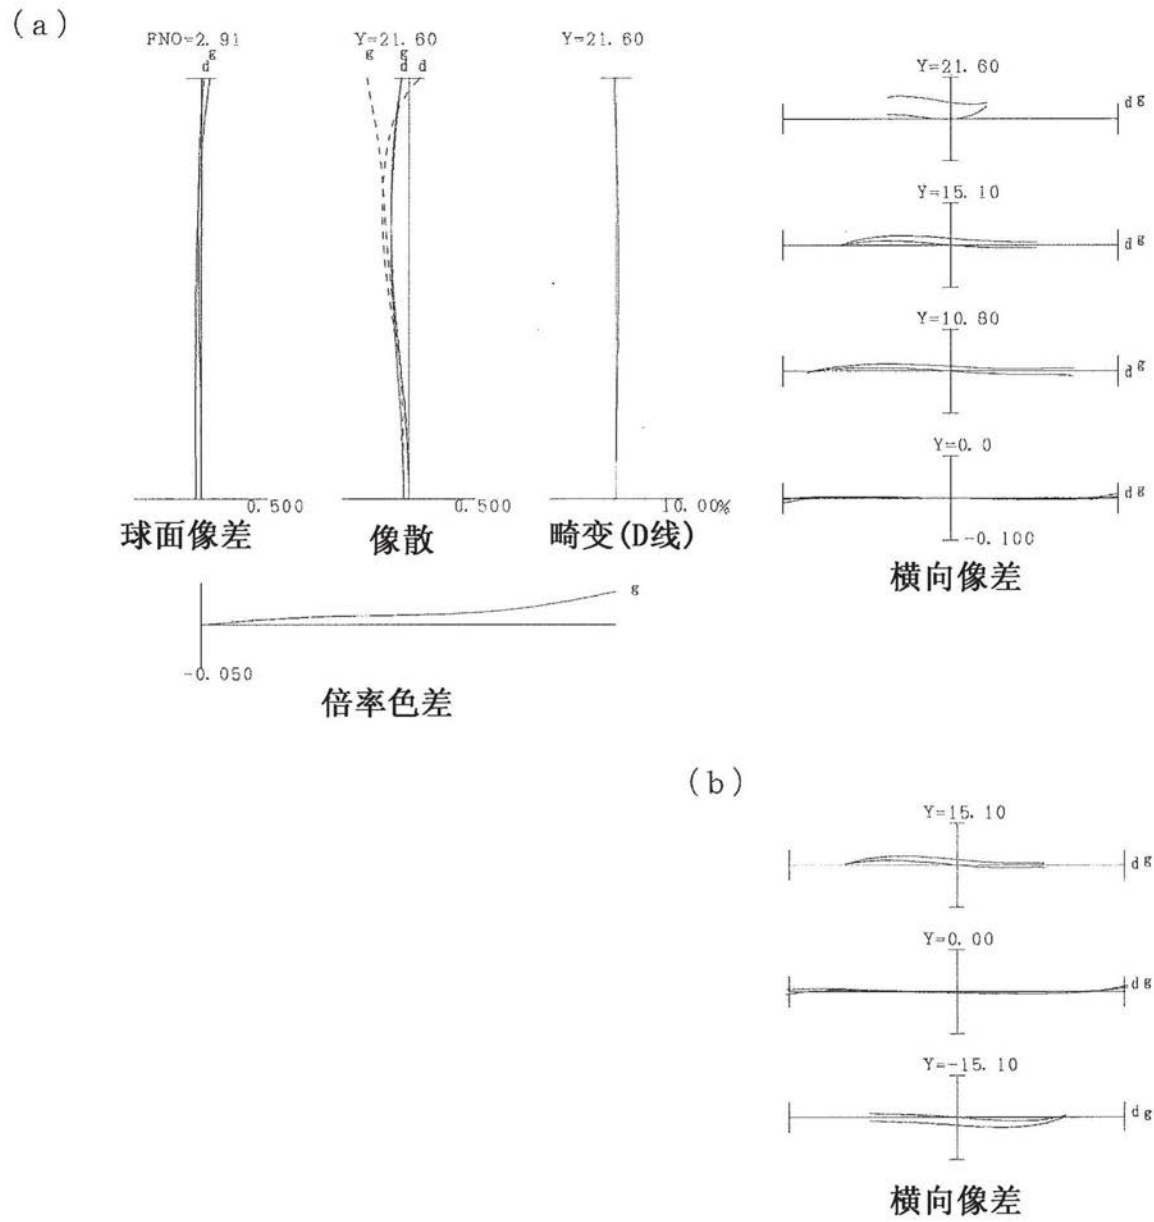 (a)
FNO=2.91
g
d
Y=21.60
g g
d d
Y=21.60
0.500
球面像差
0.500
像散
10.00%
畸变(D线)
Y=21.60
d g
Y=15.10
d g
Y=10.80
d g
Y=0.0
d g
-0.100
横向像差
g
-0.050
倍率色差
(b)
Y=15.10
d g
Y=0.00
d g
Y=-15.10
d g
横向像差